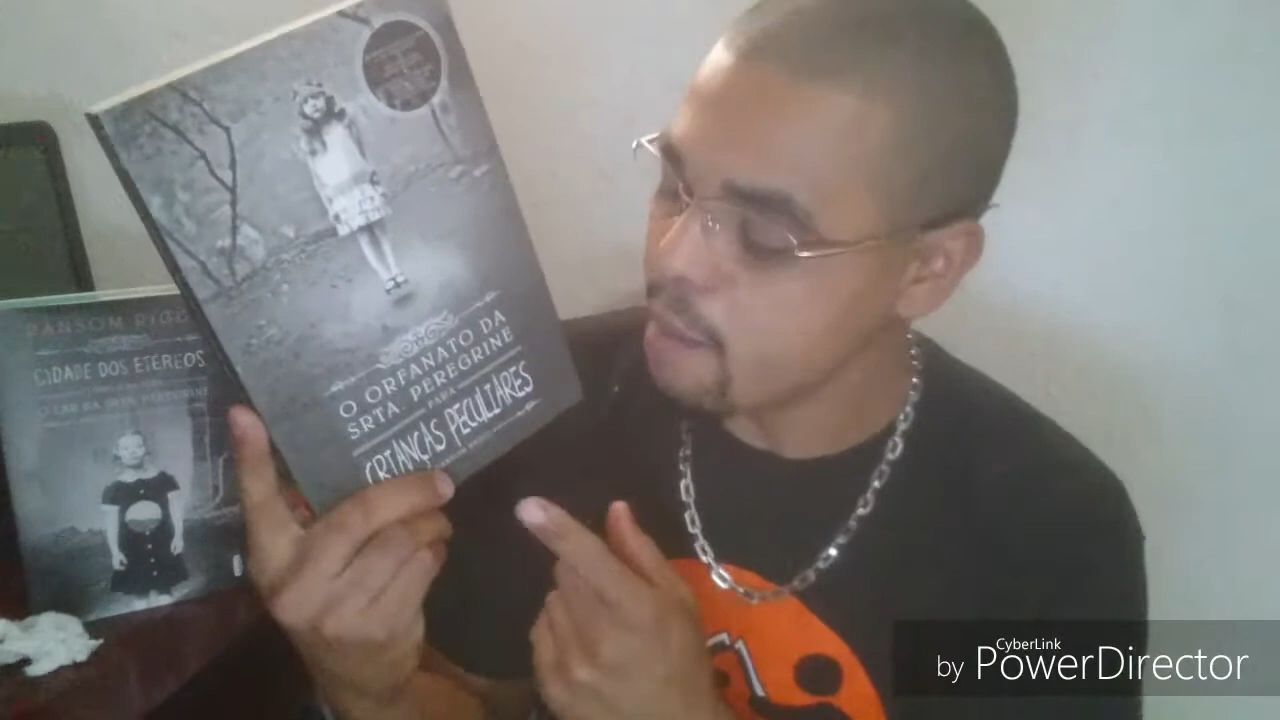 O ORFANATO DA
SRTA. PEREGRINE
PARA
CRIANÇAS PECULIARES
RANSOM RIGG
CIDADE DOS ETÉREOS
CyberLink
by PowerDirector